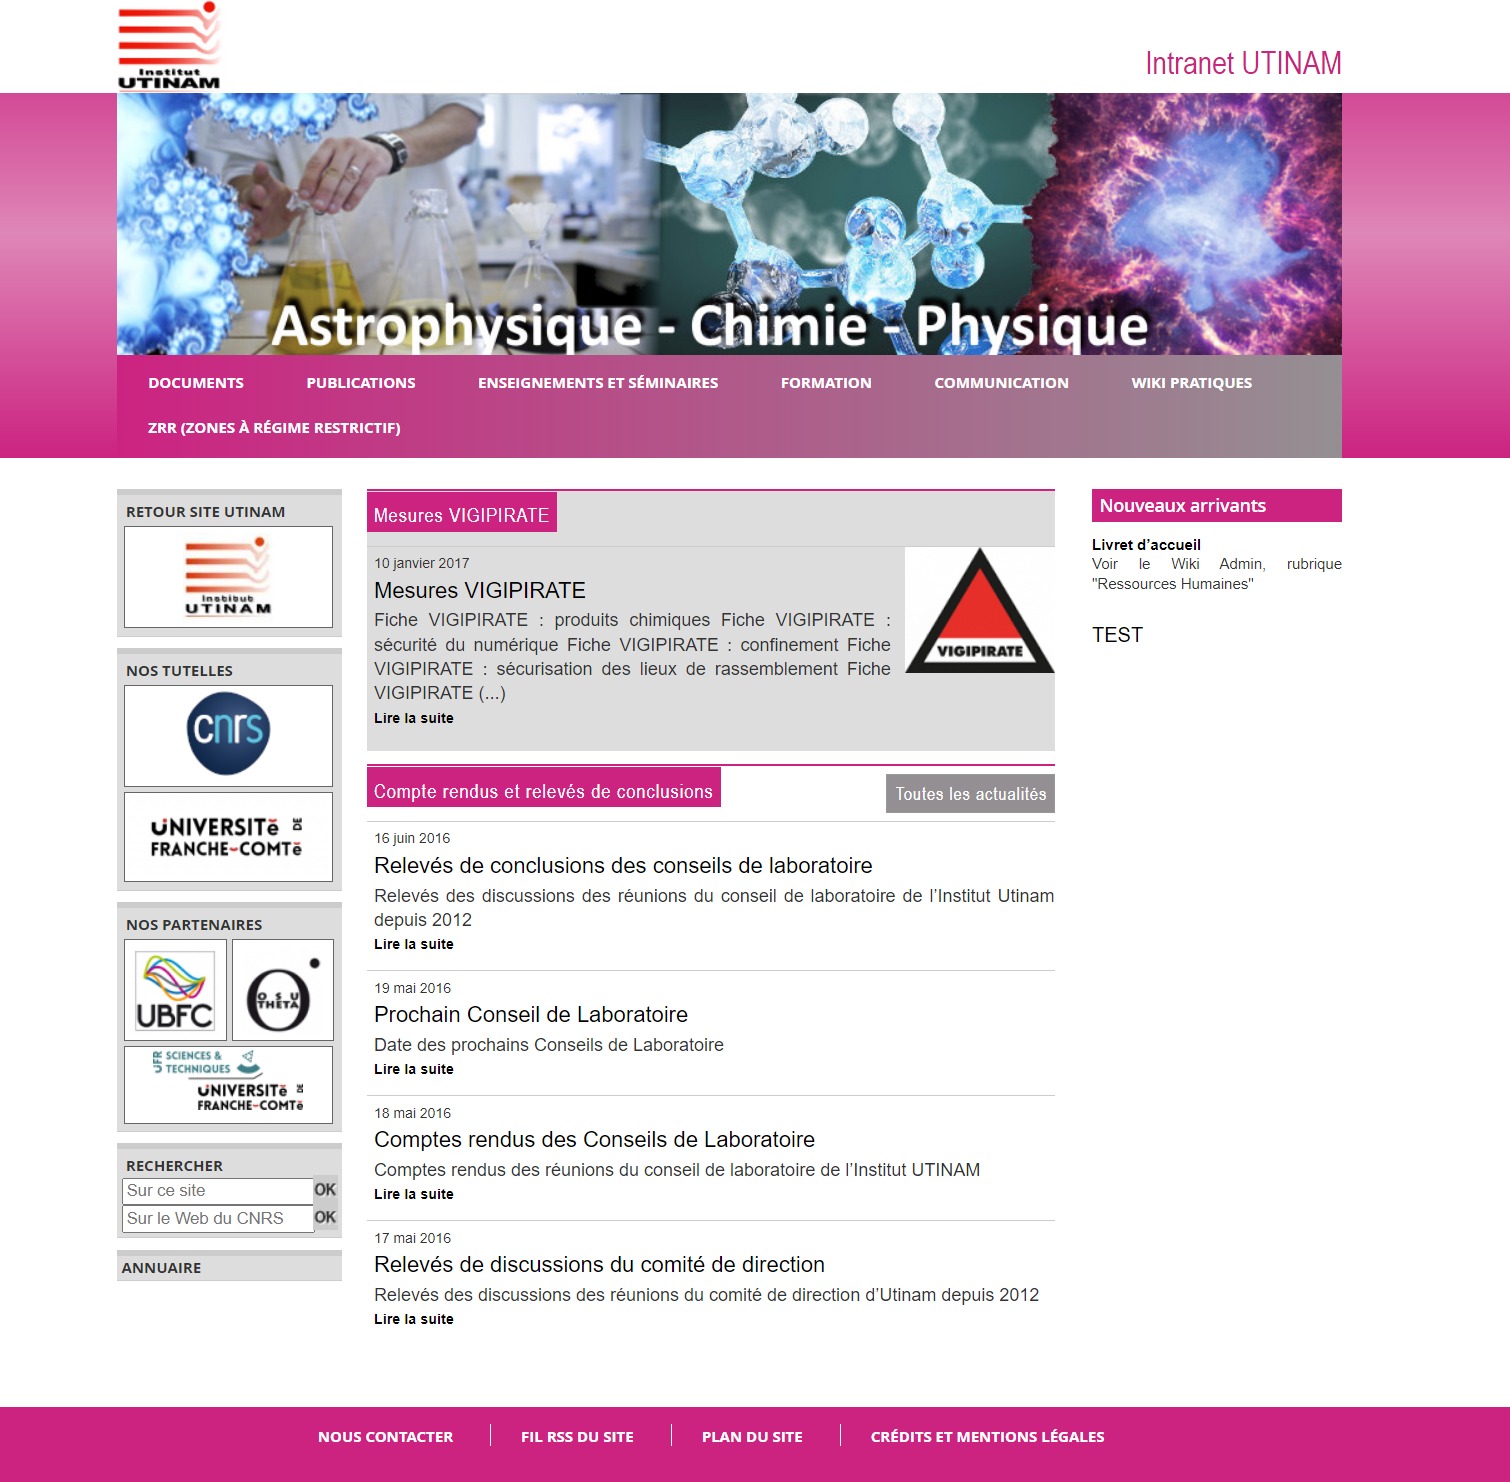 Institut
UTINAM
Intranet UTINAM
Astrophysique - Chimie - Physique
DOCUMENTS
PUBLICATIONS
ENSEIGNEMENTS ET SÉMINAIRES
FORMATION
COMMUNICATION
WIKI PRATIQUES
ZRR (ZONES À RÉGIME RESTRICTIF)
RETOUR SITE UTINAM
Institut
UTINAM
NOS TUTELLES
cnrs
UNIVERSITĕ DE
FRANCHE-COMTĕ
NOS PARTENAIRES
UBFC
OSU
THETA
UFR SCIENCES &
TECHNIQUES
UNIVERSITĕ DE
FRANCHE-COMTĕ
RECHERCHER
Sur ce site OK
Sur le Web du CNRS OK
ANNUAIRE
Mesures VIGIPIRATE
10 janvier 2017
Mesures VIGIPIRATE
Fiche VIGIPIRATE : produits chimiques Fiche VIGIPIRATE :
sécurité du numérique Fiche VIGIPIRATE : confinement Fiche
VIGIPIRATE : sécurisation des lieux de rassemblement Fiche
VIGIPIRATE (...)
Lire la suite
VIGIPIRATE
Compte rendus et relevés de conclusions
Toutes les actualités
16 juin 2016
Relevés de conclusions des conseils de laboratoire
Relevés des discussions des réunions du conseil de laboratoire de l’Institut Utinam
depuis 2012
Lire la suite
19 mai 2016
Prochain Conseil de Laboratoire
Date des prochains Conseils de Laboratoire
Lire la suite
18 mai 2016
Comptes rendus des Conseils de Laboratoire
Comptes rendus des réunions du conseil de laboratoire de l’Institut UTINAM
Lire la suite
17 mai 2016
Relevés de discussions du comité de direction
Relevés des discussions des réunions du comité de direction d’Utinam depuis 2012
Lire la suite
Nouveaux arrivants
Livret d’accueil
Voir le Wiki Admin, rubrique
"Ressources Humaines"
TEST
NOUS CONTACTER
FIL RSS DU SITE
PLAN DU SITE
CRÉDITS ET MENTIONS LÉGALES